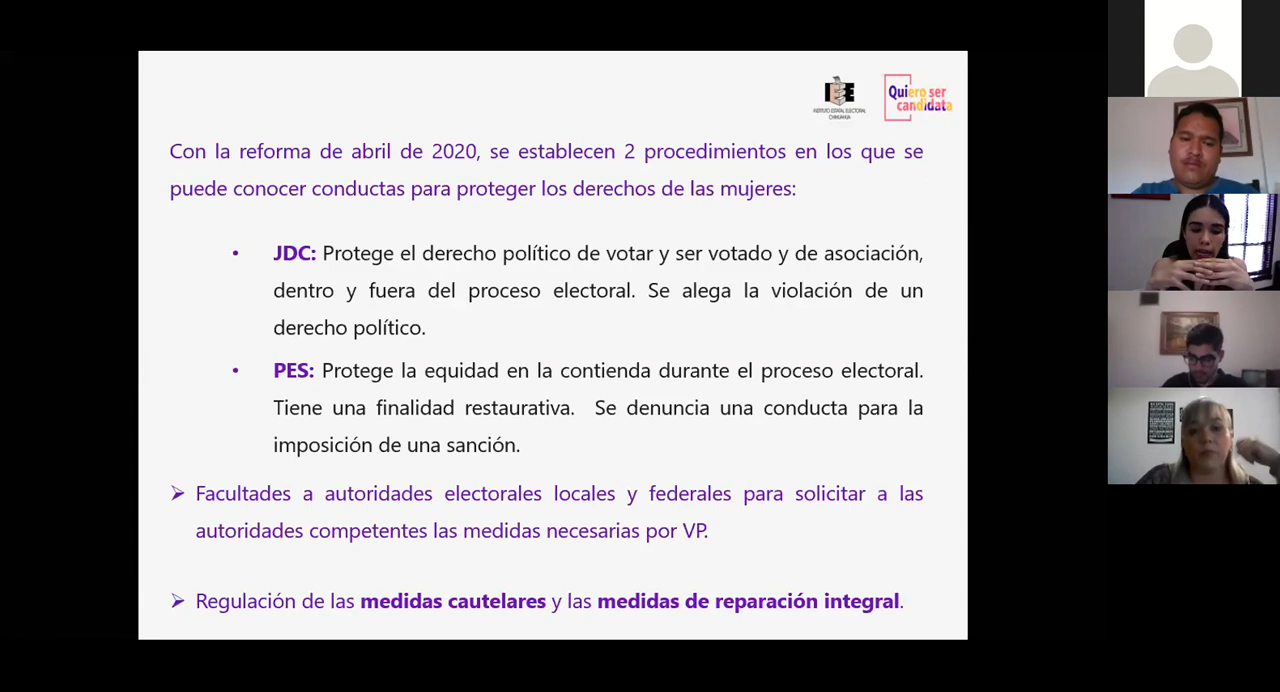 IEE
INSTITUTO ESTATAL ELECTORAL
CHIHUAHUA
Quiero ser
candidata
Con la reforma de abril de 2020, se establecen 2 procedimientos en los que se
puede conocer conductas para proteger los derechos de las mujeres:
• JDC: Protege el derecho político de votar y ser votado y de asociación,
dentro y fuera del proceso electoral. Se alega la violación de un
derecho político.
• PES: Protege la equidad en la contienda durante el proceso electoral.
Tiene una finalidad restaurativa. Se denuncia una conducta para la
imposición de una sanción.
➢ Facultades a autoridades electorales locales y federales para solicitar a las
autoridades competentes las medidas necesarias por VP.
➢ Regulación de las medidas cautelares y las medidas de reparación integral.